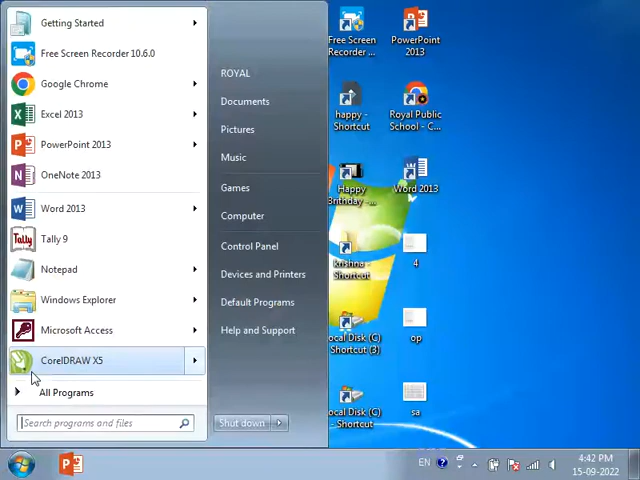 Getting Started
Free Screen Recorder 10.6.0
Google Chrome
Excel 2013
PowerPoint 2013
OneNote 2013
Word 2013
Tally 9
Notepad
Windows Explorer
Microsoft Access
CorelDRAW X5
All Programs
Search programs and files
ROYAL
Documents
Pictures
Music
Games
Computer
Control Panel
Devices and Printers
Default Programs
Help and Support
Shut down
Free Screen
Recorder ...
PowerPoint
2013
happy -
Shortcut
Royal Public
School - C...
Happy
Brithday -...
Word 2013
krishna -
Shortcut
4
ocal Disk (C)
Shortcut (3)
op
ocal Disk (C)
- Shortcut
sa
EN
4:42 PM
15-09-2022